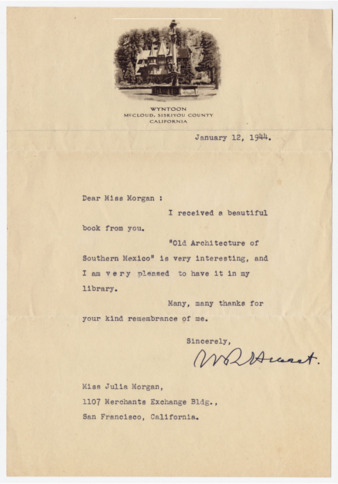 WYNTOON
McCLOUD, SISKIYOU COUNTY
CALIFORNIA
January 12, 1944.
Dear Miss Morgan :
I received a beautiful
book from you.
"Old Architecture of
Southern Mexico" is very interesting, and
I am very pleased to have it in my
library.
Many, many thanks for
your kind remembrance of me.
Sincerely,
W R Hearst.
Miss Julia Morgan,
1107 Merchants Exchange Bldg.,
San Francisco, California.